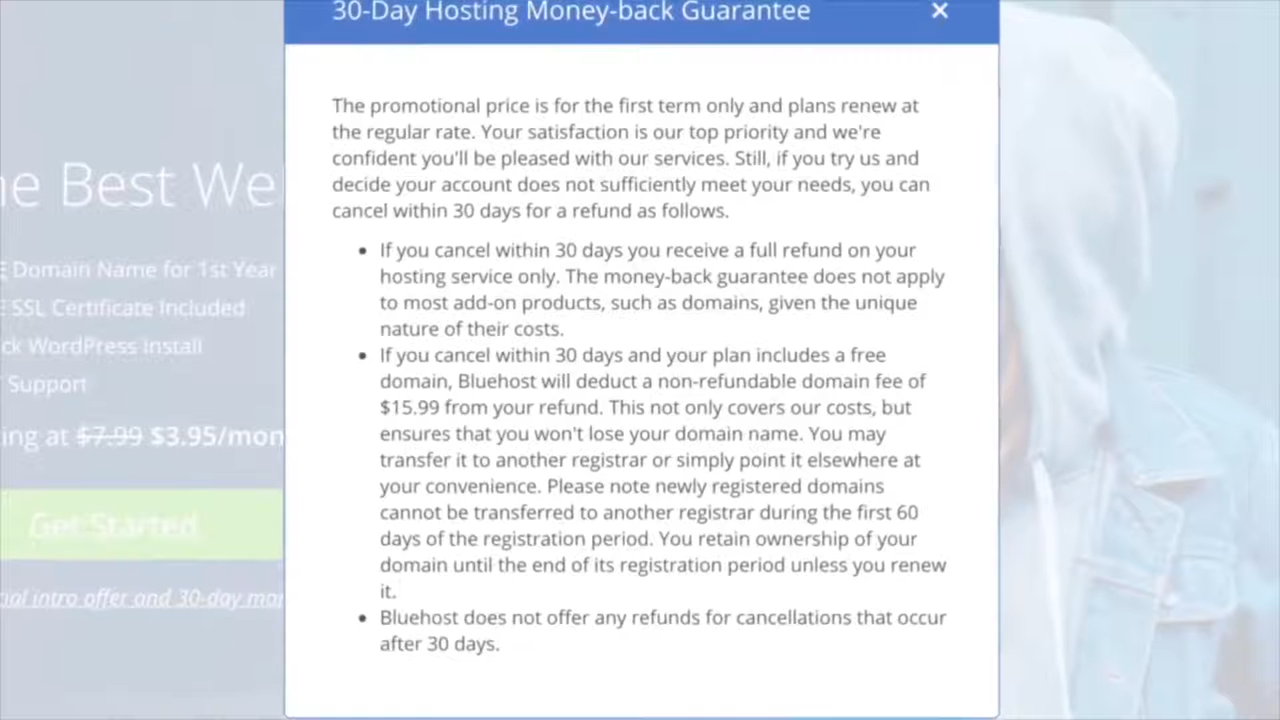 30-Day Hosting Money-back Guarantee
The promotional price is for the first term only and plans renew at
the regular rate. Your satisfaction is our top priority and we're
confident you'll be pleased with our services. Still, if you try us and
decide your account does not sufficiently meet your needs, you can
cancel within 30 days for a refund as follows.
• If you cancel within 30 days you receive a full refund on your
hosting service only. The money-back guarantee does not apply
to most add-on products, such as domains, given the unique
nature of their costs.
• If you cancel within 30 days and your plan includes a free
domain, Bluehost will deduct a non-refundable domain fee of
$15.99 from your refund. This not only covers our costs, but
ensures that you won't lose your domain name. You may
transfer it to another registrar or simply point it elsewhere at
your convenience. Please note newly registered domains
cannot be transferred to another registrar during the first 60
days of the registration period. You retain ownership of your
domain until the end of its registration period unless you renew
it.
• Bluehost does not offer any refunds for cancellations that occur
after 30 days.
he Best We
E Domain Name for 1st Year
E SSL Certificate Included
ck WordPress Install
Support
ing at $7.99 $3.95/mon
Get Started
ial intro offer and 30-day mon